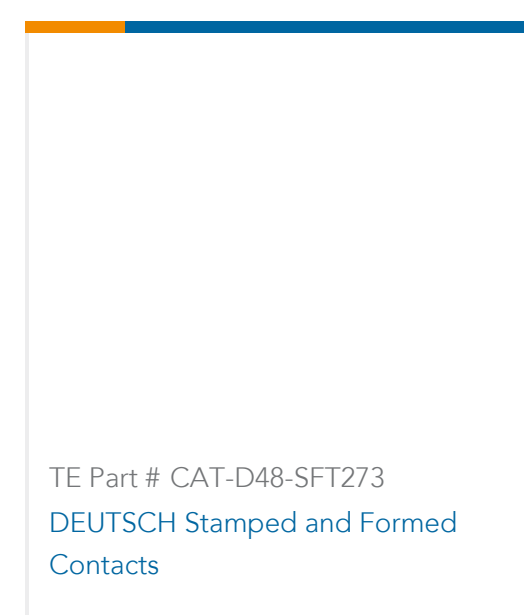 TE Part # CAT-D48-SFT273
DEUTSCH Stamped and Formed
Contacts